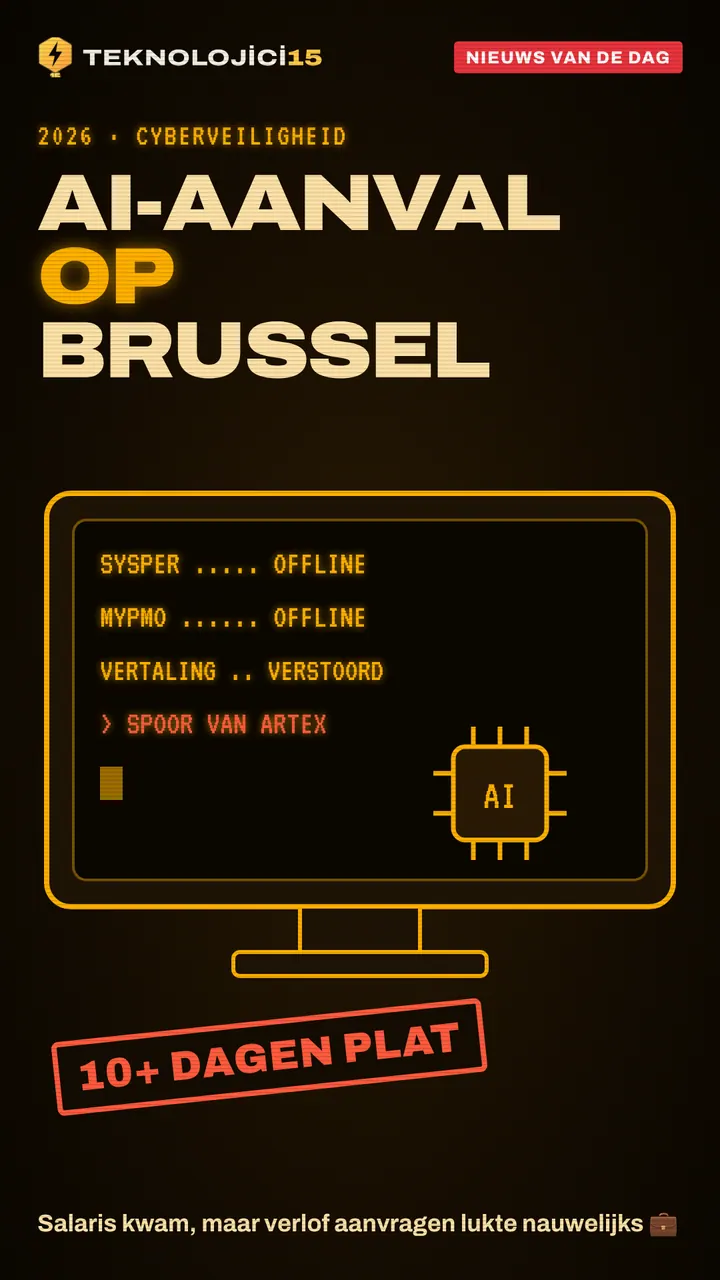 TEKNOLOJİCİ15
NIEUWS VAN DE DAG
2026 · CYBERVEILIGHEID
AI-AANVAL
OP
BRUSSEL
SYSPER ..... OFFLINE
MYPMO ...... OFFLINE
VERTALING .. VERSTOORD
› SPOOR VAN ARTEX
AI
10+ DAGEN PLAT
Salaris kwam, maar verlof aanvragen lukte nauwelijks 💼